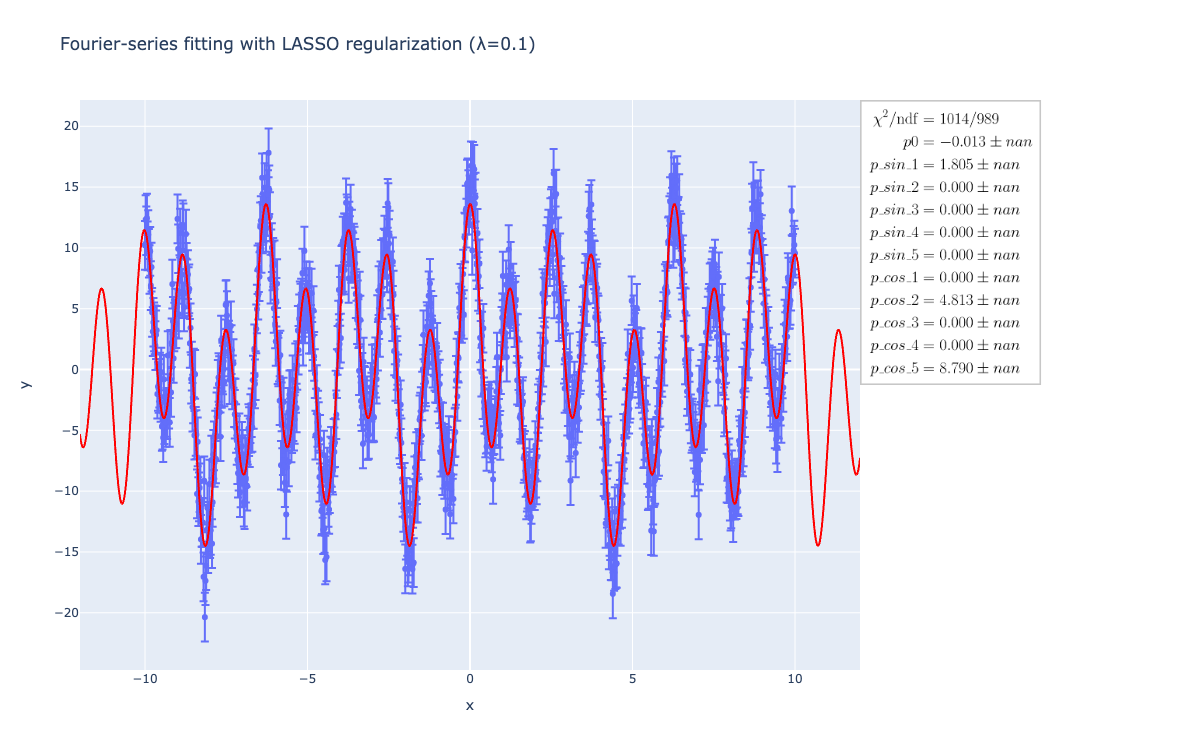 Fourier-series fitting with LASSO regularization (λ=0.1)
20
15
10
5
0
−5
−10
−15
−20
y
−10
−5
0
5
10
x
χ²/ndf = 1014/989
p0 = −0.013 ± nan
p_sin_1 = 1.805 ± nan
p_sin_2 = 0.000 ± nan
p_sin_3 = 0.000 ± nan
p_sin_4 = 0.000 ± nan
p_sin_5 = 0.000 ± nan
p_cos_1 = 0.000 ± nan
p_cos_2 = 4.813 ± nan
p_cos_3 = 0.000 ± nan
p_cos_4 = 0.000 ± nan
p_cos_5 = 8.790 ± nan